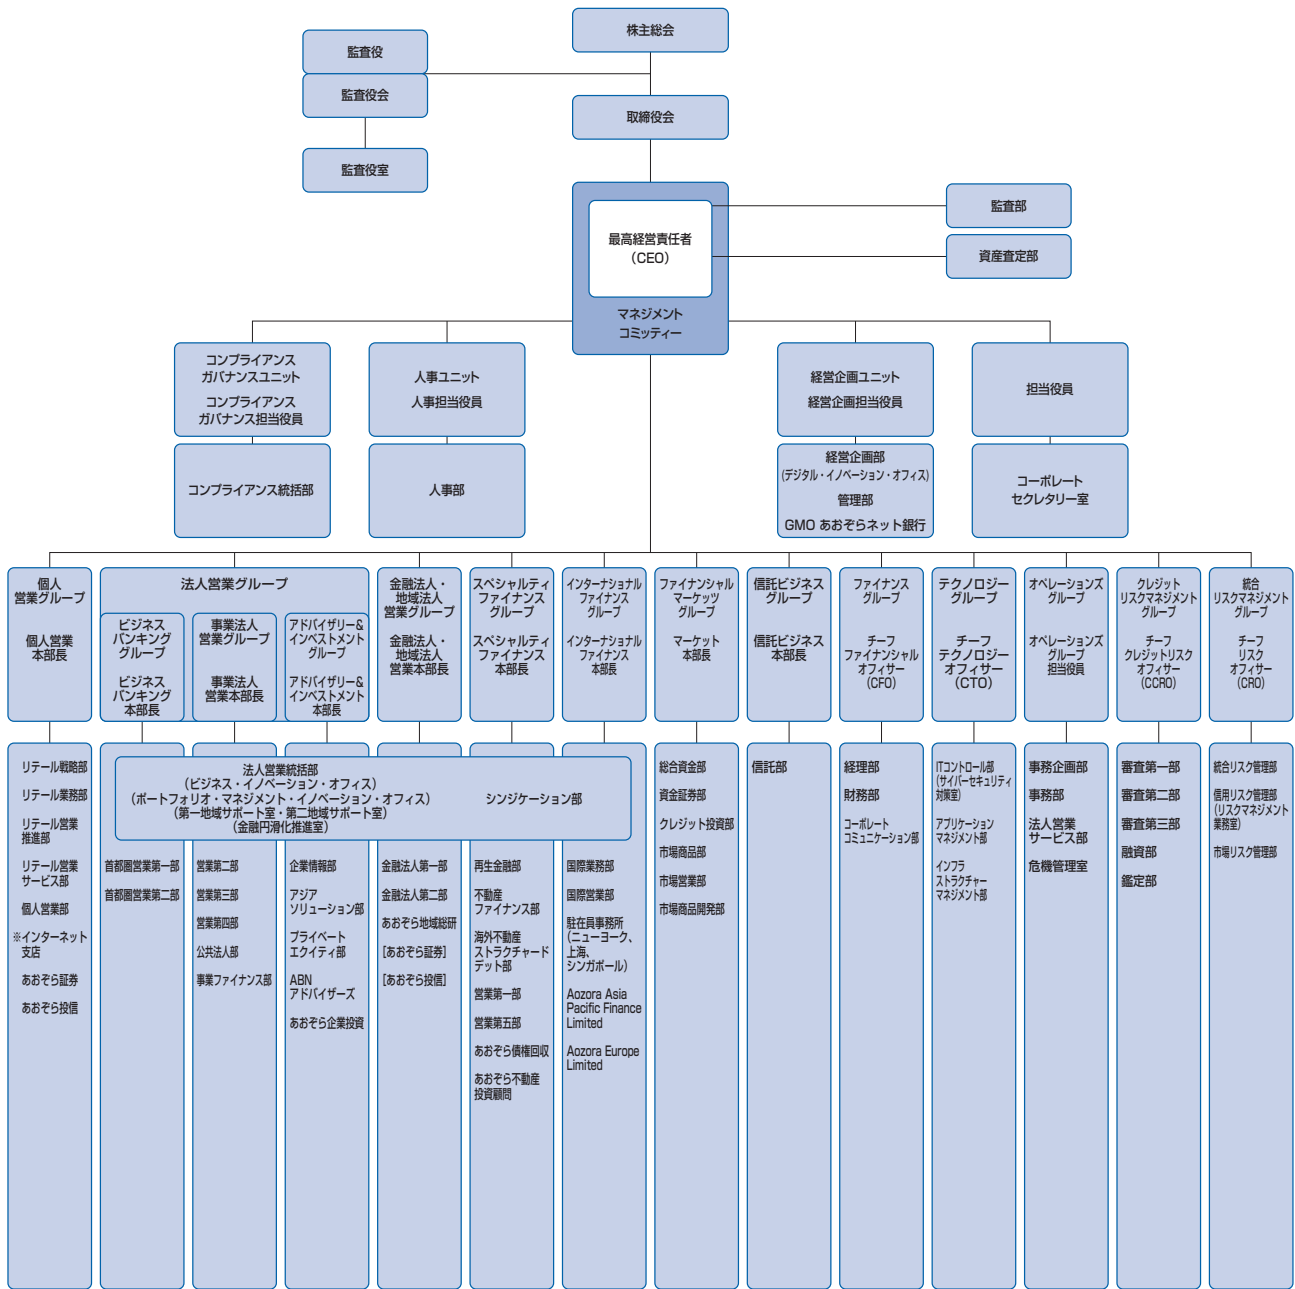 株主総会
監査役
監査役会
取締役会
監査役室
監査部
最高経営責任者
（CEO）
資産査定部
マネジメント
コミッティー
コンプライアンス
ガバナンスユニット
コンプライアンス
ガバナンス担当役員
人事ユニット
人事担当役員
経営企画ユニット
経営企画担当役員
担当役員
コンプライアンス統括部
人事部
経営企画部
(デジタル・イノベーション・オフィス)
管理部
GMO あおぞらネット銀行
コーポレート
セクレタリー室
個人
営業グループ
個人営業
本部長
法人営業グループ
ビジネス
バンキング
グループ
ビジネス
バンキング
本部長
事業法人
営業グループ
事業法人
営業本部長
アドバイザリー&
インベストメント
グループ
アドバイザリー&
インベストメント
本部長
金融法人・
地域法人
営業グループ
金融法人・
地域法人
営業本部長
スペシャルティ
ファイナンス
グループ
スペシャルティ
ファイナンス
本部長
インターナショナル
ファイナンス
グループ
インターナショナル
ファイナンス
本部長
ファイナンシャル
マーケッツ
グループ
マーケット
本部長
信託ビジネス
グループ
信託ビジネス
本部長
ファイナンス
グループ
チーフ
ファイナンシャル
オフィサー
(CFO)
テクノロジー
グループ
チーフ
テクノロジー
オフィサー
(CTO)
オペレーションズ
グループ
オペレーションズ
グループ
担当役員
クレジット
リスクマネジメント
グループ
チーフ
クレジットリスク
オフィサー
(CCRO)
統合
リスクマネジメント
グループ
チーフ
リスク
オフィサー
(CRO)
リテール戦略部
リテール業務部
リテール営業
推進部
リテール営業
サービス部
個人営業部
※インターネット
支店
あおぞら証券
あおぞら投信
法人営業統括部
（ビジネス・イノベーション・オフィス）
（ポートフォリオ・マネジメント・イノベーション・オフィス）
（第一地域サポート室・第二地域サポート室）
（金融円滑化推進室）
シンジケーション部
首都圏営業第一部
首都圏営業第二部
営業第二部
営業第三部
営業第四部
公共法人部
事業ファイナンス部
企業情報部
アジア
ソリューション部
プライベート
エクイティ部
ABN
アドバイザーズ
あおぞら企業投資
金融法人第一部
金融法人第二部
あおぞら地域総研
［あおぞら証券］
［あおぞら投信］
再生金融部
不動産
ファイナンス部
海外不動産
ストラクチャード
デット部
営業第一部
営業第五部
あおぞら債権回収
あおぞら不動産
投資顧問
国際業務部
国際営業部
駐在員事務所
（ニューヨーク、
上海、
シンガポール）
Aozora Asia
Pacific Finance
Limited
Aozora Europe
Limited
総合資金部
資金証券部
クレジット投資部
市場商品部
市場営業部
市場商品開発部
信託部
経理部
財務部
コーポレート
コミュニケーション部
ITコントロール部
(サイバーセキュリティ
対策室)
アプリケーション
マネジメント部
インフラ
ストラクチャー
マネジメント部
事務企画部
事務部
法人営業
サービス部
危機管理室
審査第一部
審査第二部
審査第三部
融資部
鑑定部
統合リスク管理部
信用リスク管理部
(リスクマネジメント
業務室)
市場リスク管理部